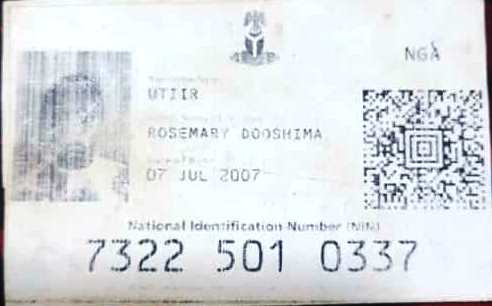 NGA
UTIIR
ROSEMARY DOOSHIMA
07 JUL 2007
National Identification Number (NIN)
7322 501 0337